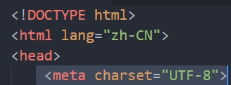 <!DOCTYPE html>
<html lang="zh-CN">
<head>
    <meta charset="UTF-8">